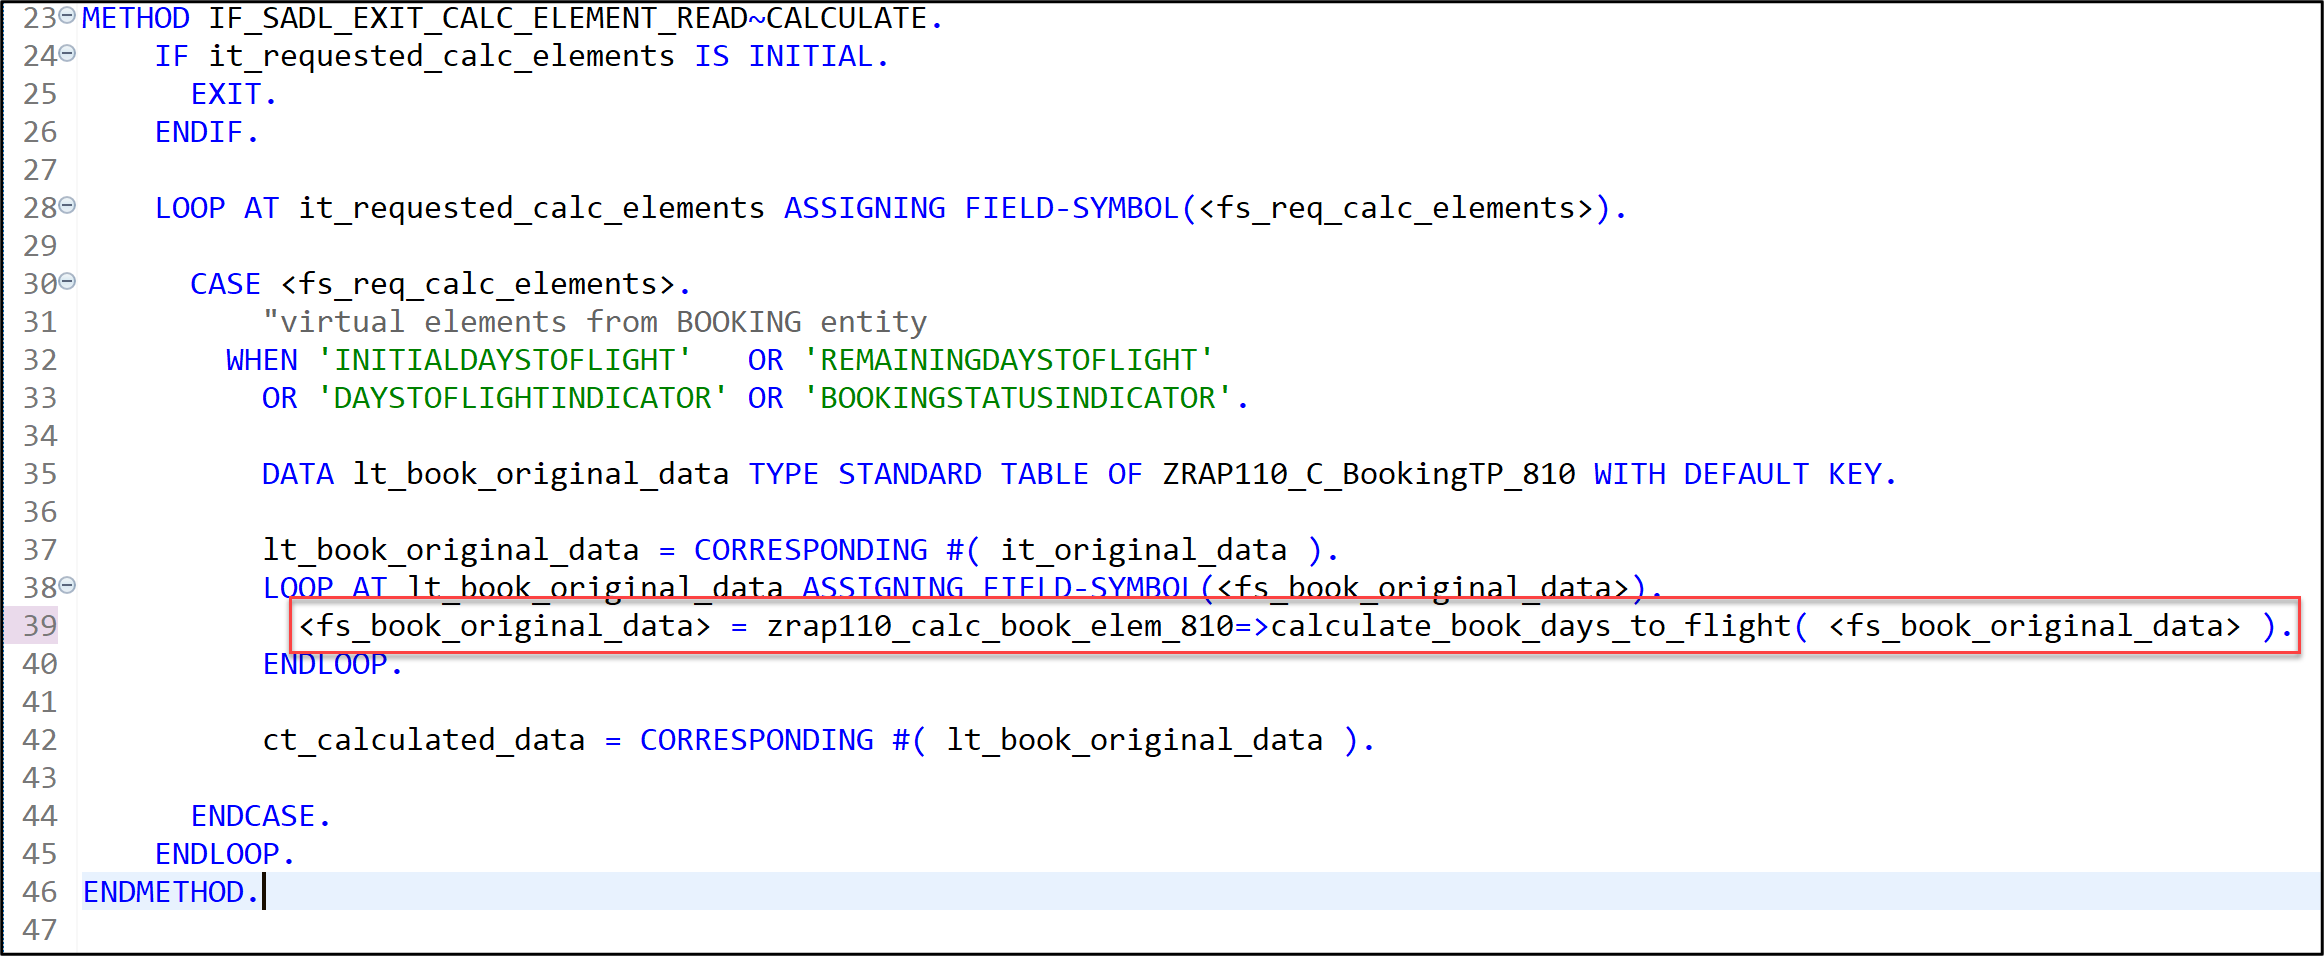 23 METHOD IF_SADL_EXIT_CALC_ELEMENT_READ~CALCULATE.
24 IF it_requested_calc_elements IS INITIAL.
25 EXIT.
26 ENDIF.
27
28 LOOP AT it_requested_calc_elements ASSIGNING FIELD-SYMBOL(<fs_req_calc_elements>).
29
30 CASE <fs_req_calc_elements>.
31 "virtual elements from BOOKING entity
32 WHEN 'INITIALDAYSTOFLIGHT' OR 'REMAININGDAYSTOFLIGHT'
33 OR 'DAYSTOFLIGHTINDICATOR' OR 'BOOKINGSTATUSINDICATOR'.
34
35 DATA lt_book_original_data TYPE STANDARD TABLE OF ZRAP110_C_BookingTP_810 WITH DEFAULT KEY.
36
37 lt_book_original_data = CORRESPONDING #( it_original_data ).
38 LOOP AT lt_book_original_data ASSIGNING FIELD-SYMBOL(<fs_book_original_data>).
39 <fs_book_original_data> = zrap110_calc_book_elem_810=>calculate_book_days_to_flight( <fs_book_original_data> ).
40 ENDLOOP.
41
42 ct_calculated_data = CORRESPONDING #( lt_book_original_data ).
43
44 ENDCASE.
45 ENDLOOP.
46 ENDMETHOD.
47